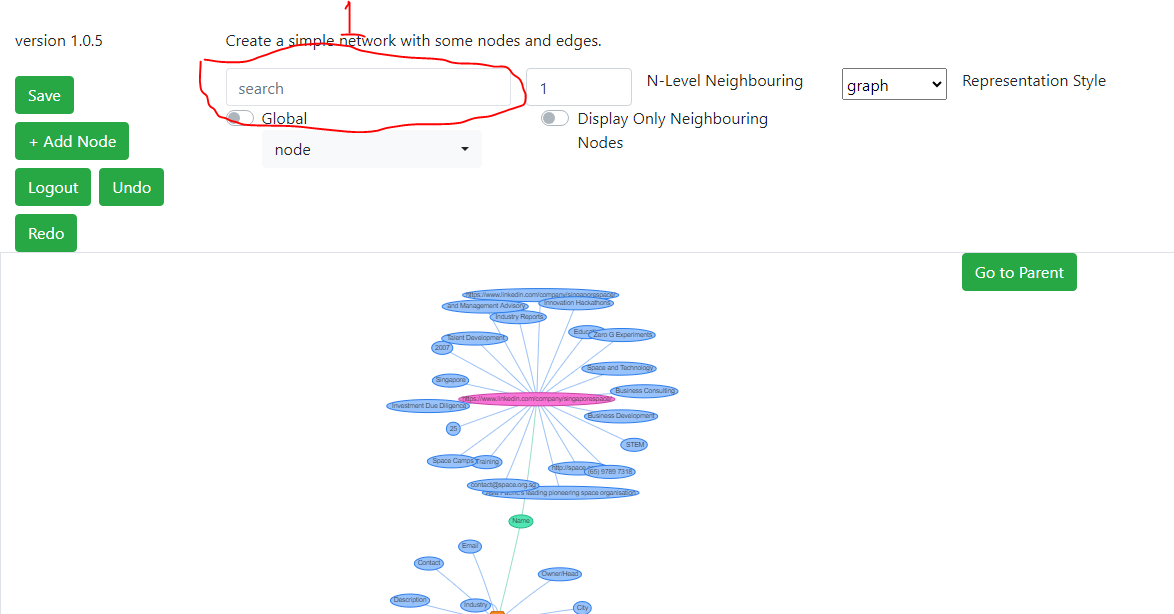 1
version 1.0.5
Create a simple network with some nodes and edges.
Save
search
1
N-Level Neighbouring
graph
Representation Style
Global
Display Only Neighbouring
Nodes
+ Add Node
node
Logout
Undo
Redo
Go to Parent
https://www.linkedin.com/company/singaporespace/
and Management Advisory
Innovation Hackathons
Industry Reports
Talent Development
Zero G Experiments
2007
Space and Technology
Singapore
Business Consulting
https://www.linkedin.com/company/singaporespace/
Investment Due Diligence
Business Development
25
STEM
Space Camps
Training
http://space
(65) 9789 7316
contact@space.org.sg
leading pioneering space organisation
Name
Email
Contact
Owner/Head
Description
Industry
City